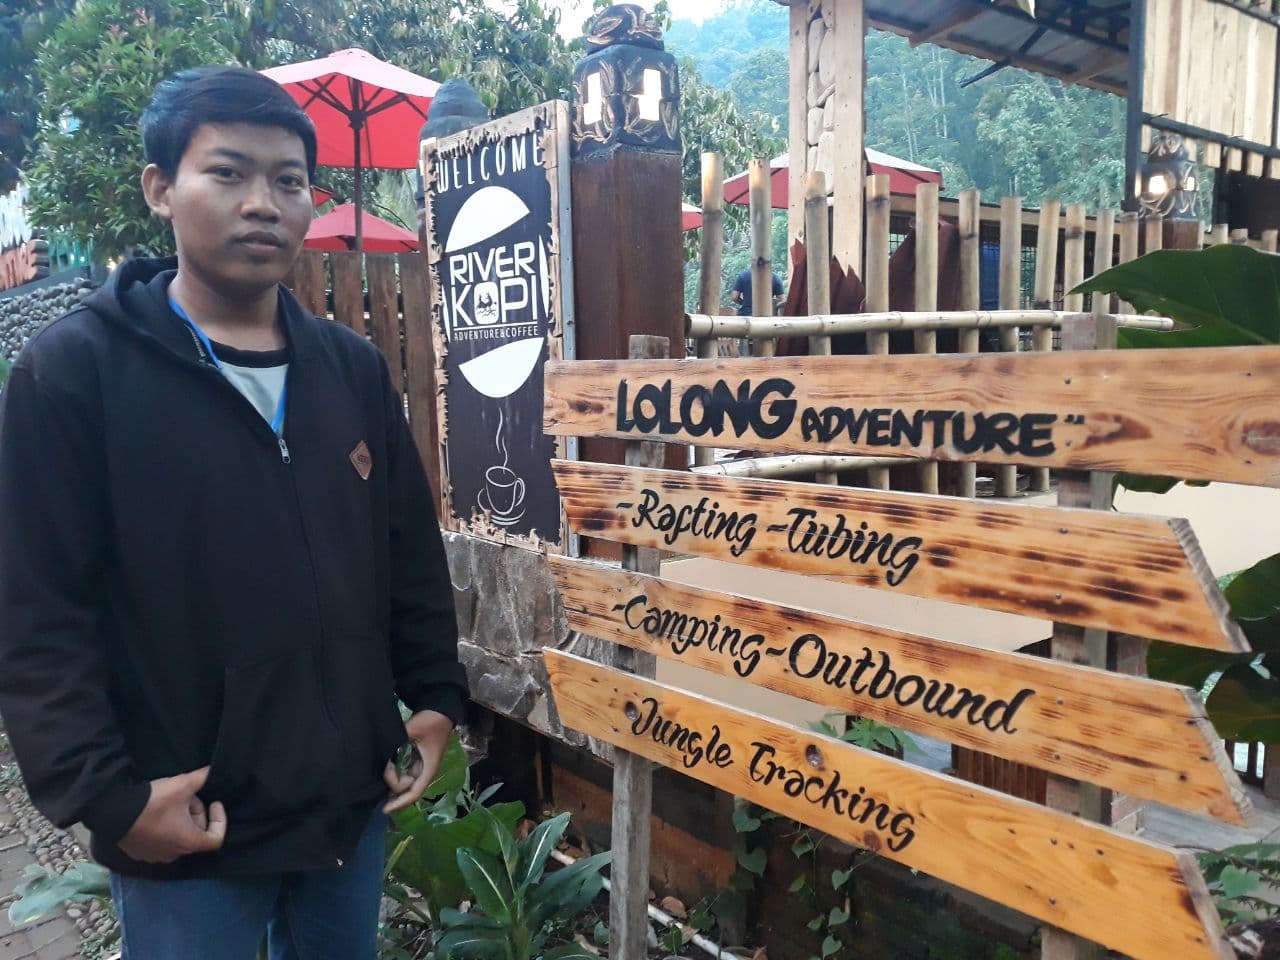 WELCOME
RIVER
KOPI
ADVENTURE&COFFEE
LOLONG ADVENTURE"
-Rafting -Tubing
-Camping-Outbound
Jungle Tracking